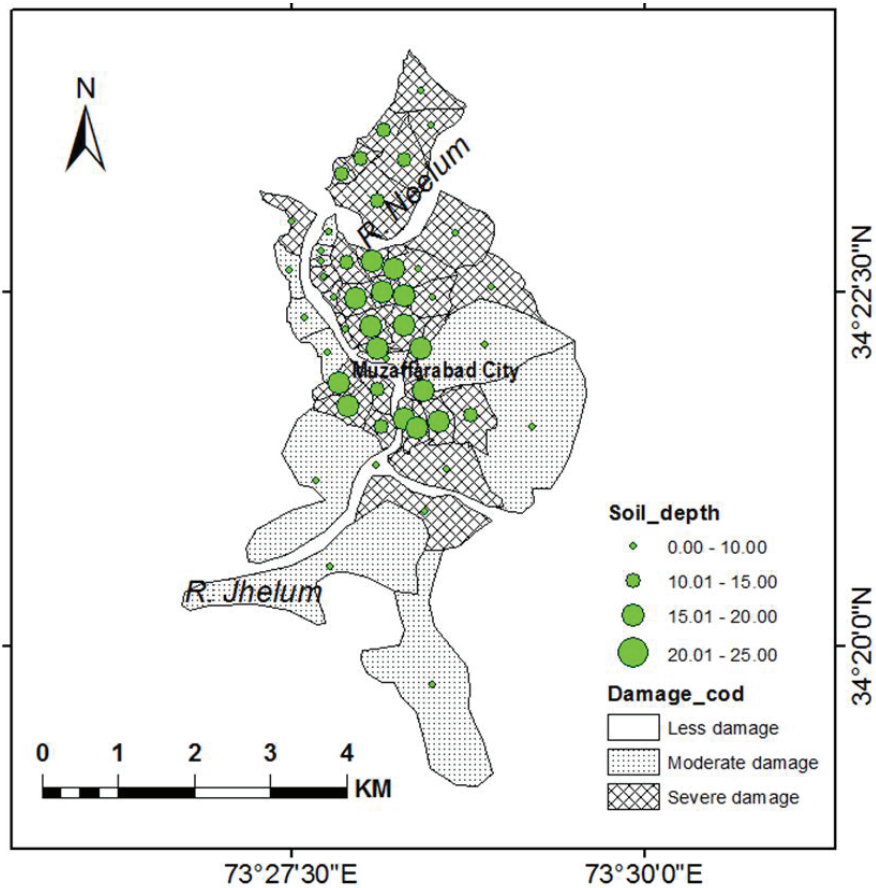 N
R. Neelum
34°22'30"N
Muzaffarabad City
Soil_depth
0.00 - 10.00
10.01 - 15.00
15.01 - 20.00
20.01 - 25.00
R. Jhelum
34°20'0"N
Damage_cod
Less damage
Moderate damage
Severe damage
0 1 2 3 4
KM
73°27'30"E 73°30'0"E